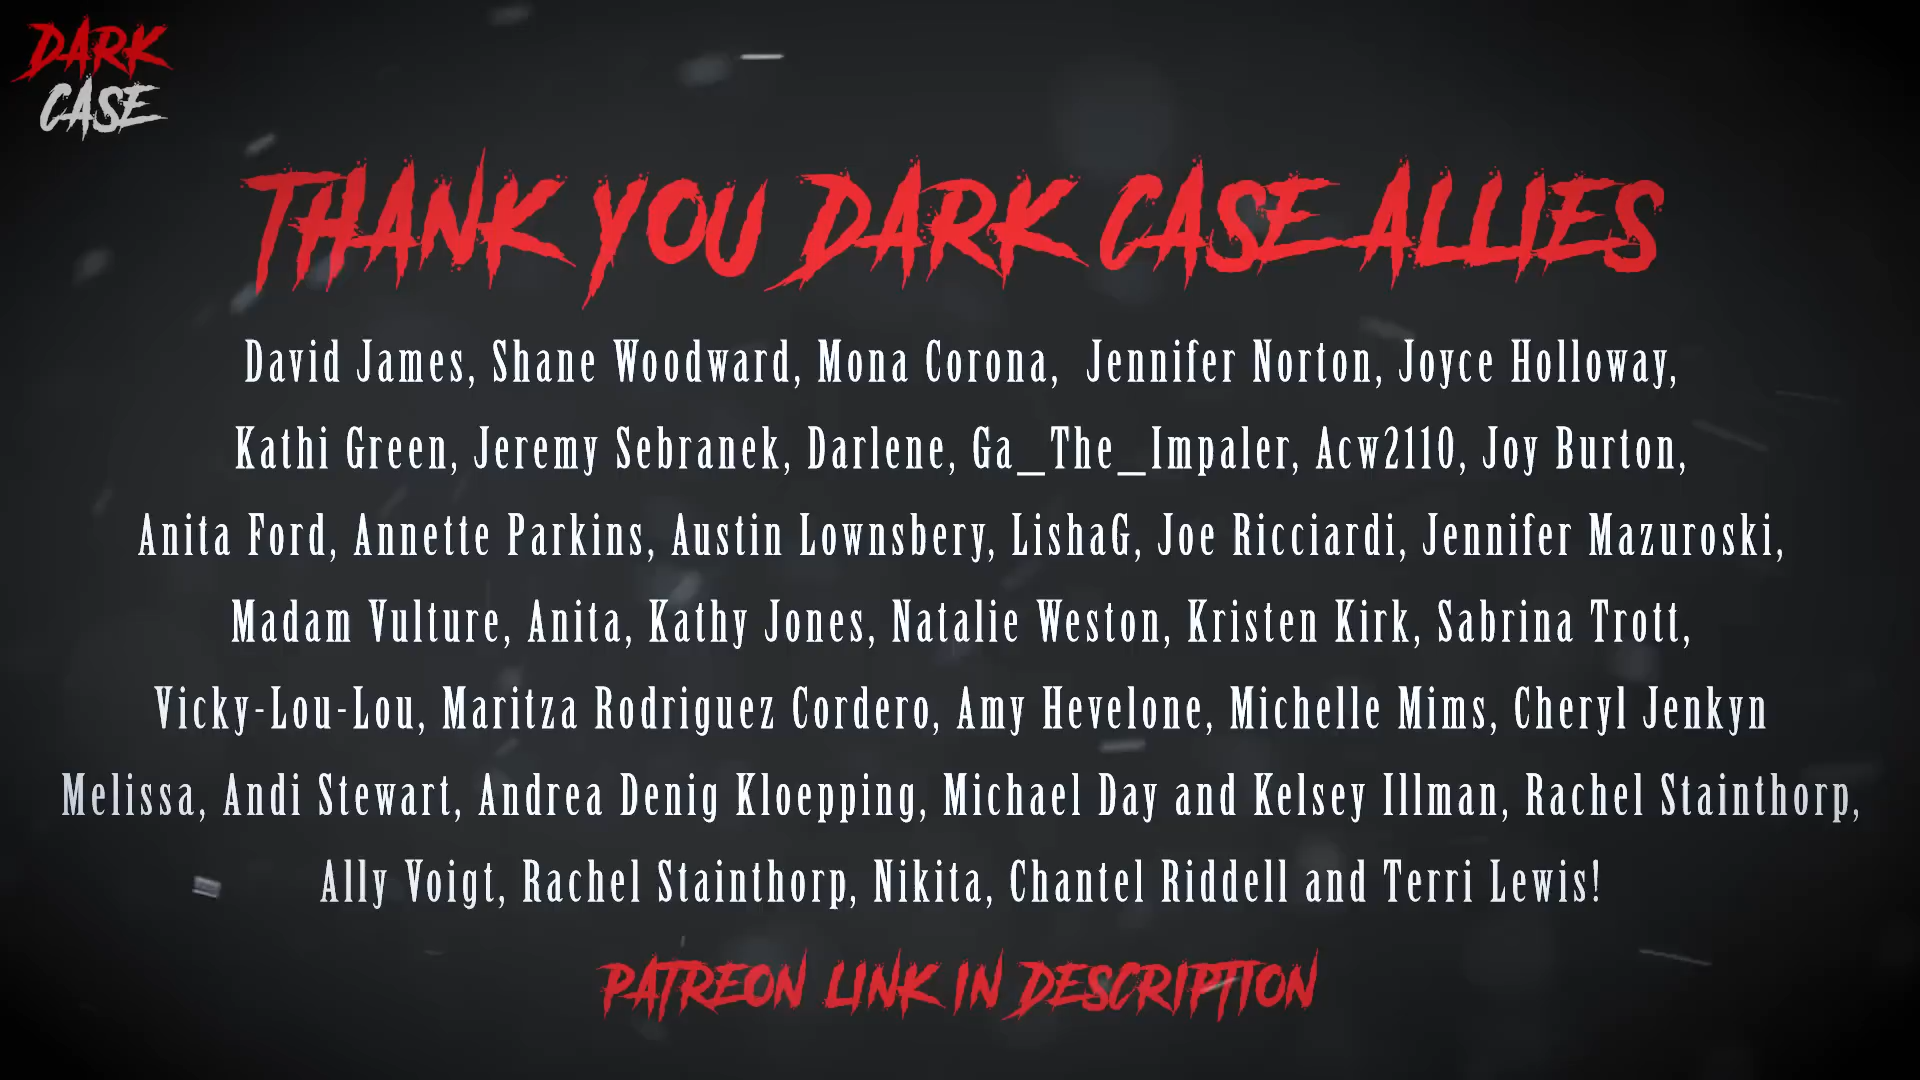 DARK
CASE
THANK YOU DARK CASE ALLIES
David James, Shane Woodward, Mona Corona,  Jennifer Norton, Joyce Holloway,
Kathi Green, Jeremy Sebranek, Darlene, Ga_The_Impaler, Acw2110, Joy Burton,
Anita Ford, Annette Parkins, Austin Lownsbery, LishaG, Joe Ricciardi, Jennifer Mazuroski,
Madam Vulture, Anita, Kathy Jones, Natalie Weston, Kristen Kirk, Sabrina Trott,
Vicky-Lou-Lou, Maritza Rodriguez Cordero, Amy Hevelone, Michelle Mims, Cheryl Jenkyn
Melissa, Andi Stewart, Andrea Denig Kloepping, Michael Day and Kelsey Illman, Rachel Stainthorp,
Ally Voigt, Rachel Stainthorp, Nikita, Chantel Riddell and Terri Lewis!
PATREON LINK IN DESCRIPTION